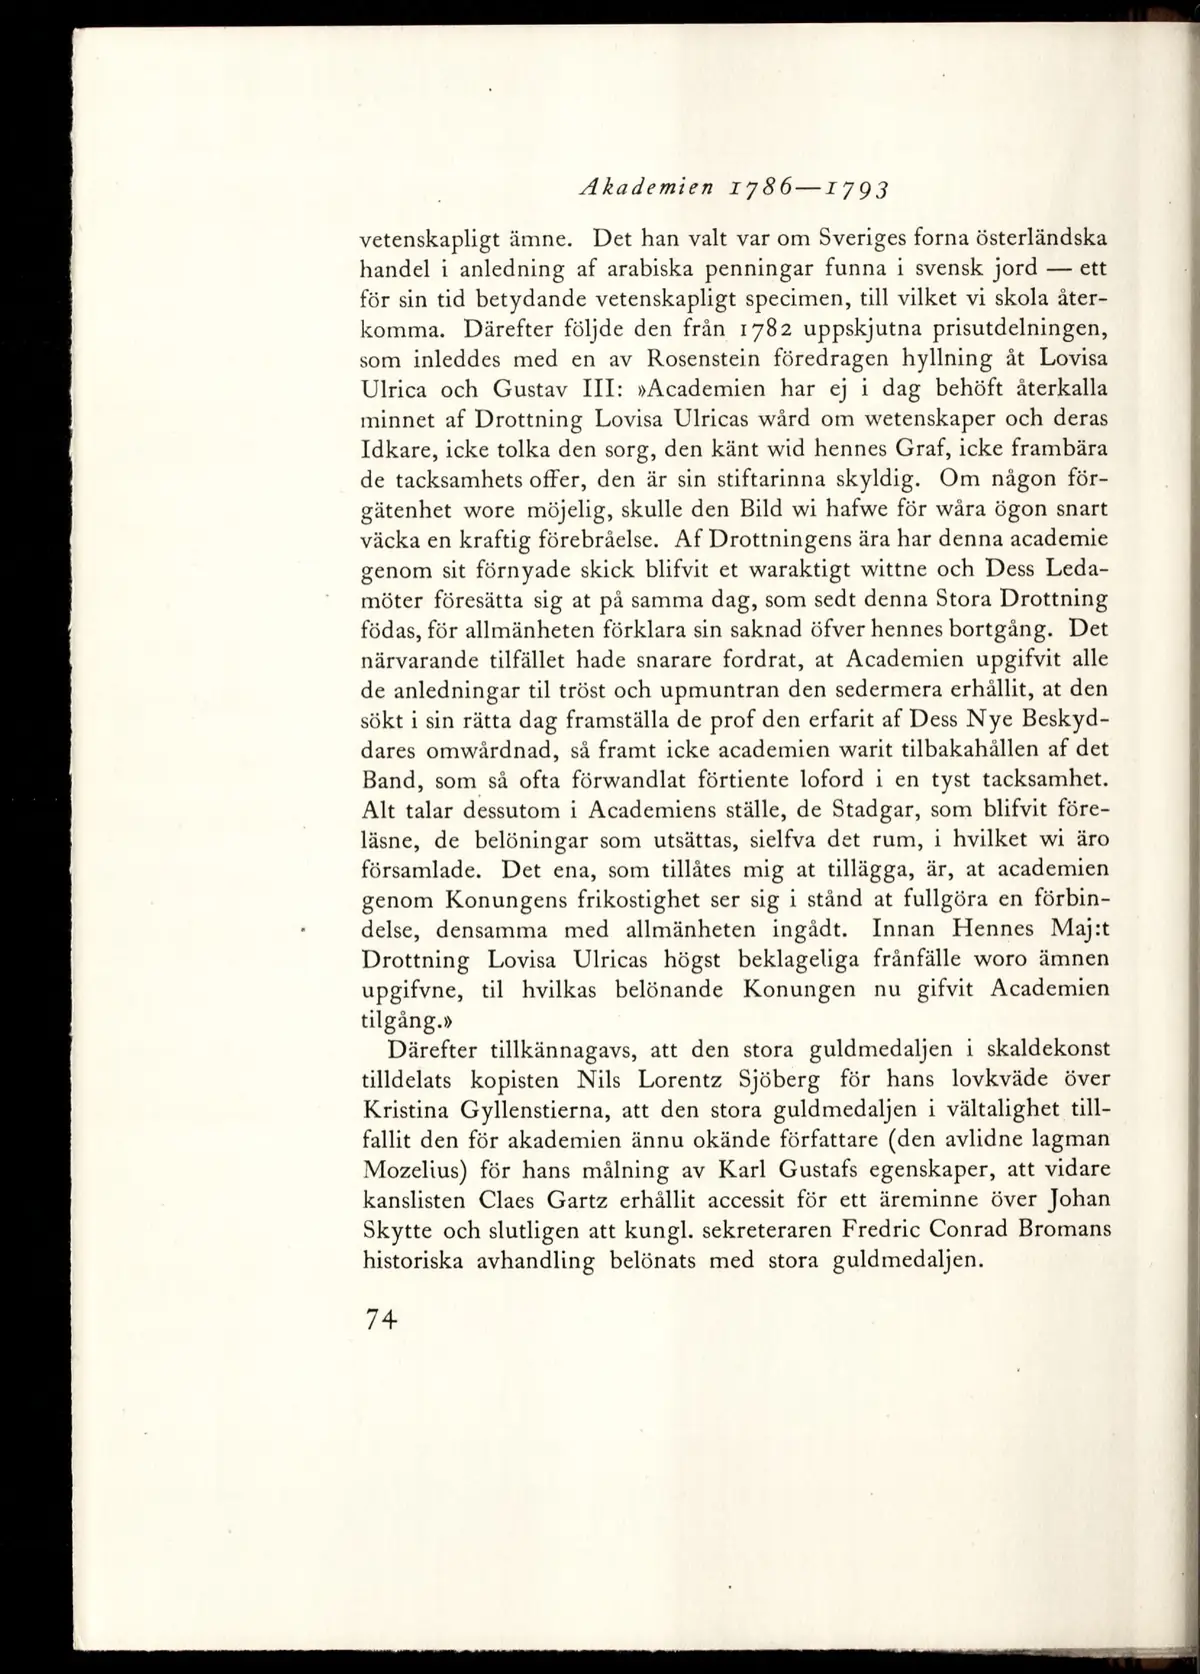 Akademien 1786—1793
vetenskapligt ämne. Det han valt var om Sveriges forna österländska
handel i anledning af arabiska penningar funna i svensk jord — ett
för sin tid betydande vetenskapligt specimen, till vilket vi skola åter-
komma. Därefter följde den från 1782 uppskjutna prisutdelningen,
som inleddes med en av Rosenstein föredragen hyllning åt Lovisa
Ulrica och Gustav III: »Academien har ej i dag behöft återkalla
minnet af Drottning Lovisa Ulricas wård om wetenskaper och deras
Idkare, icke tolka den sorg, den känt wid hennes Graf, icke frambära
de tacksamhets offer, den är sin stiftarinna skyldig. Om någon för-
gätenhet wore möjelig, skulle den Bild wi hafwe för wåra ögon snart
väcka en kraftig förebråelse. Af Drottningens ära har denna academie
genom sit förnyade skick blifvit et waraktigt wittne och Dess Leda-
möter föresätta sig at på samma dag, som sedt denna Stora Drottning
födas, för allmänheten förklara sin saknad öfver hennes bortgång. Det
närvarande tilfället hade snarare fordrat, at Academien upgifvit alle
de anledningar til tröst och upmuntran den sedermera erhållit, at den
sökt i sin rätta dag framställa de prof den erfarit af Dess Nye Beskyd-
dares omwårdnad, så framt icke academien warit tilbakahållen af det
Band, som så ofta förwandlat förtiente loford i en tyst tacksamhet.
Alt talar dessutom i Academiens ställe, de Stadgar, som blifvit före-
läsne, de belöningar som utsättas, sielfva det rum, i hvilket wi äro
församlade. Det ena, som tillåtes mig at tillägga, är, at academien
genom Konungens frikostighet ser sig i stånd at fullgöra en förbin-
delse, densamma med allmänheten ingådt. Innan Hennes Maj:t
Drottning Lovisa Ulricas högst beklageliga frånfälle woro ämnen
upgifvne, til hvilkas belönande Konungen nu gifvit Academien
tilgång.»
Därefter tillkännagavs, att den stora guldmedaljen i skaldekonst
tilldelats kopisten Nils Lorentz Sjöberg för hans lovkväde över
Kristina Gyllenstierna, att den stora guldmedaljen i vältalighet till-
fallit den för akademien ännu okände författare (den avlidne lagman
Mozelius) för hans målning av Karl Gustafs egenskaper, att vidare
kanslisten Claes Gartz erhållit accessit för ett äreminne över Johan
Skytte och slutligen att kungl. sekreteraren Fredric Conrad Bromans
historiska avhandling belönats med stora guldmedaljen.
74